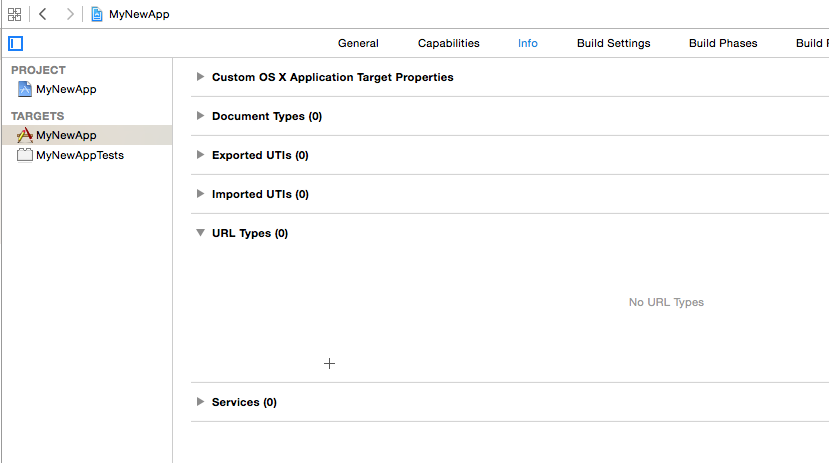 MyNewApp
General Capabilities Info Build Settings Build Phases Build
PROJECT
MyNewApp
TARGETS
MyNewApp
MyNewAppTests
Custom OS X Application Target Properties
Document Types (0)
Exported UTIs (0)
Imported UTIs (0)
URL Types (0)
No URL Types
Services (0)